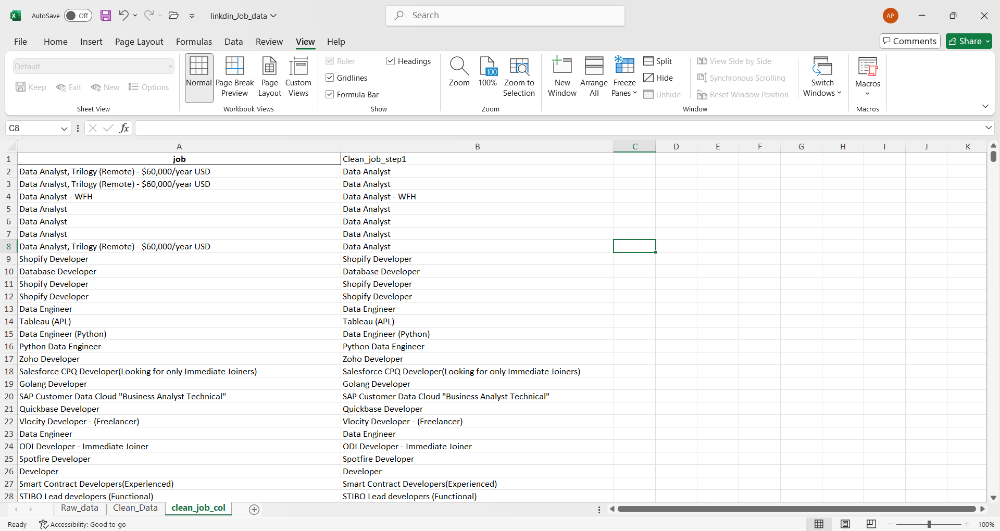 AutoSave Off linkdin_Job_data Search AP
File Home Insert Page Layout Formulas Data Review View Help Comments Share
Default
Keep Exit New Options
Sheet View
Normal Page Break Preview Page Layout Custom Views
Workbook Views
Ruler Headings
Gridlines
Formula Bar
Show
Zoom 100 100% Zoom to Selection
Zoom
New Window Arrange All Freeze Panes
Split
Hide
Unhide
View Side by Side
Synchronous Scrolling
Reset Window Position
Switch Windows
Window
Macros
Macros
C8 fx
A B C D E F G H I J K
1 job Clean_job_step1
2 Data Analyst, Trilogy (Remote) - $60,000/year USD Data Analyst
3 Data Analyst, Trilogy (Remote) - $60,000/year USD Data Analyst
4 Data Analyst - WFH Data Analyst - WFH
5 Data Analyst Data Analyst
6 Data Analyst Data Analyst
7 Data Analyst Data Analyst
8 Data Analyst, Trilogy (Remote) - $60,000/year USD Data Analyst
9 Shopify Developer Shopify Developer
10 Database Developer Database Developer
11 Shopify Developer Shopify Developer
12 Shopify Developer Shopify Developer
13 Data Engineer Data Engineer
14 Tableau (APL) Tableau (APL)
15 Data Engineer (Python) Data Engineer (Python)
16 Python Data Engineer Python Data Engineer
17 Zoho Developer Zoho Developer
18 Salesforce CPQ Developer(Looking for only Immediate Joiners) Salesforce CPQ Developer(Looking for only Immediate Joiners)
19 Golang Developer Golang Developer
20 SAP Customer Data Cloud "Business Analyst Technical" SAP Customer Data Cloud "Business Analyst Technical"
21 Quickbase Developer Quickbase Developer
22 Vlocity Developer - (Freelancer) Vlocity Developer - (Freelancer)
23 Data Engineer Data Engineer
24 ODI Developer - Immediate Joiner ODI Developer - Immediate Joiner
25 Spotfire Developer Spotfire Developer
26 Developer Developer
27 Smart Contract Developers(Experienced) Smart Contract Developers(Experienced)
28 STIBO Lead developers (Functional) STIBO Lead developers (Functional)
Raw_data Clean_Data clean_job_col
Ready Accessibility: Good to go 100%